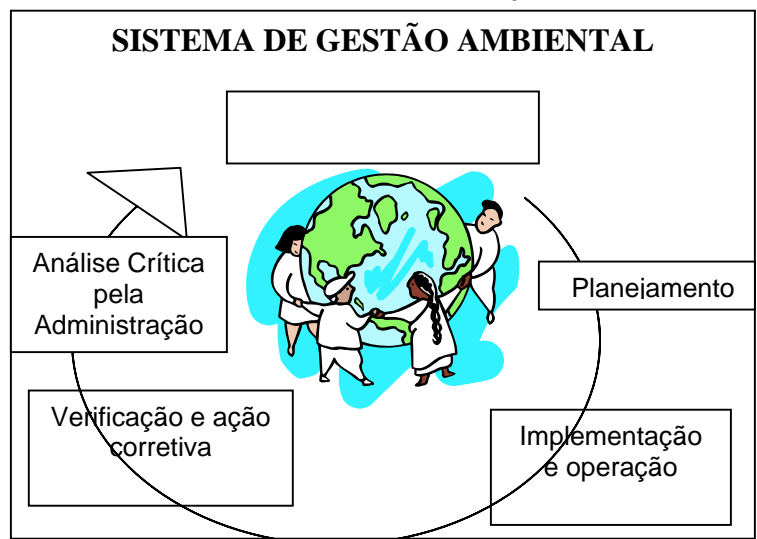 SISTEMA DE GESTÃO AMBIENTAL
Análise Crítica
pela
Administração
Planejamento
Verificação e ação
corretiva
Implementação
e operação